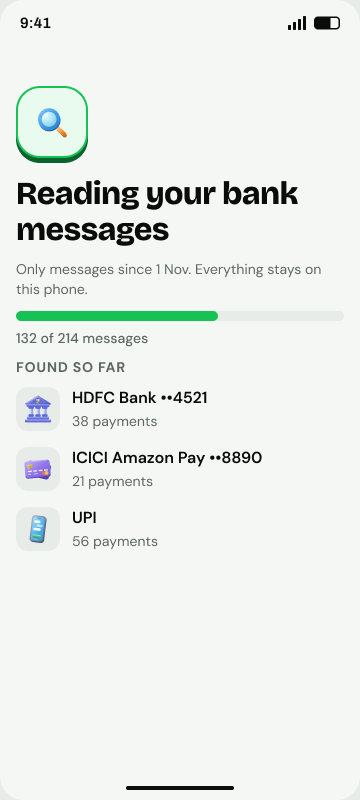 9:41
Reading your bank
messages
Only messages since 1 Nov. Everything stays on
this phone.
132 of 214 messages
FOUND SO FAR
HDFC Bank ••4521
38 payments
ICICI Amazon Pay ••8890
21 payments
UPI
56 payments